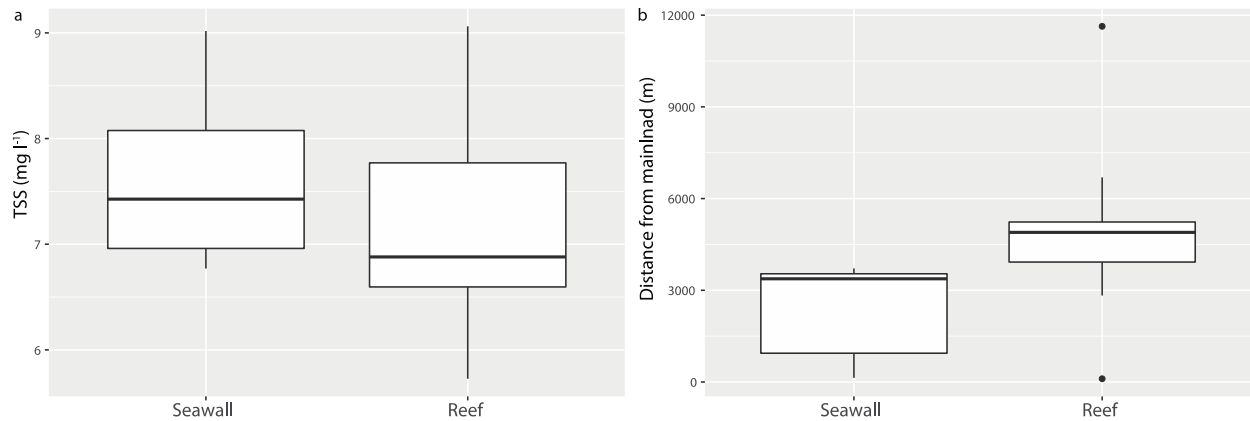 a
9
8
7
6
TSS (mg l⁻¹)
Seawall Reef
b
12000
9000
6000
3000
0
Distance from mainlnad (m)
Seawall Reef